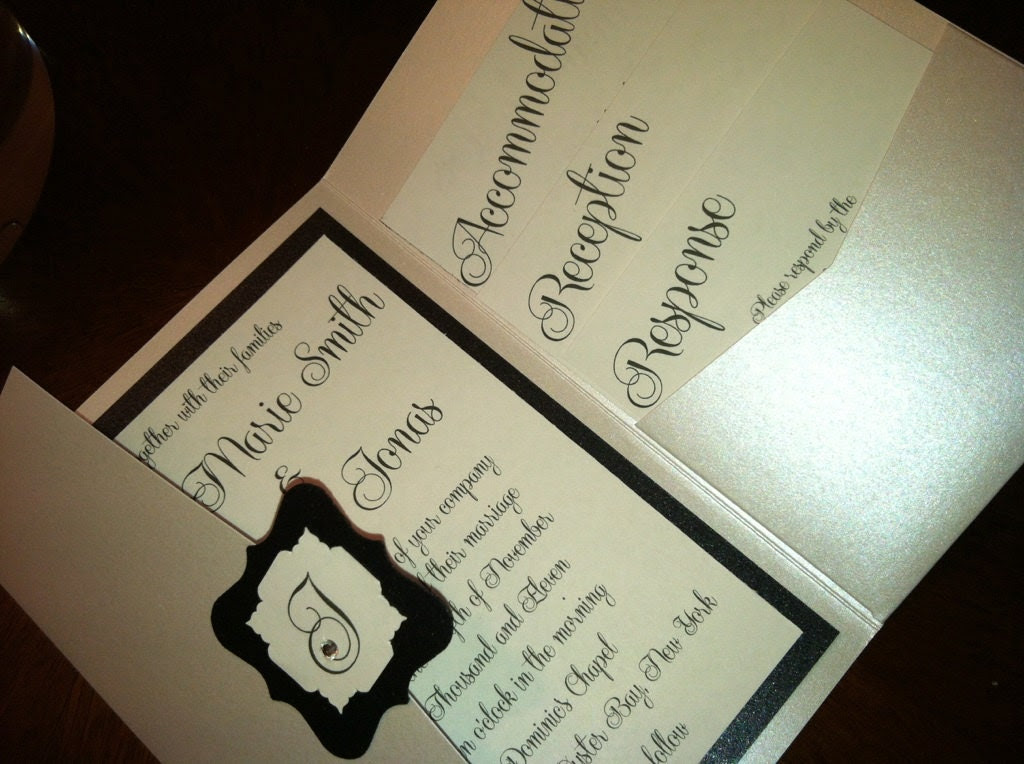 Accommodati
Reception
Response
Please respond by the
ogether with their families
Marie Smith
&
Jonas
of your company
their marriage
th of November
Thousand and Eleven
o'clock in the morning
Dominic's Chapel
ster Bay, New York
follow
J